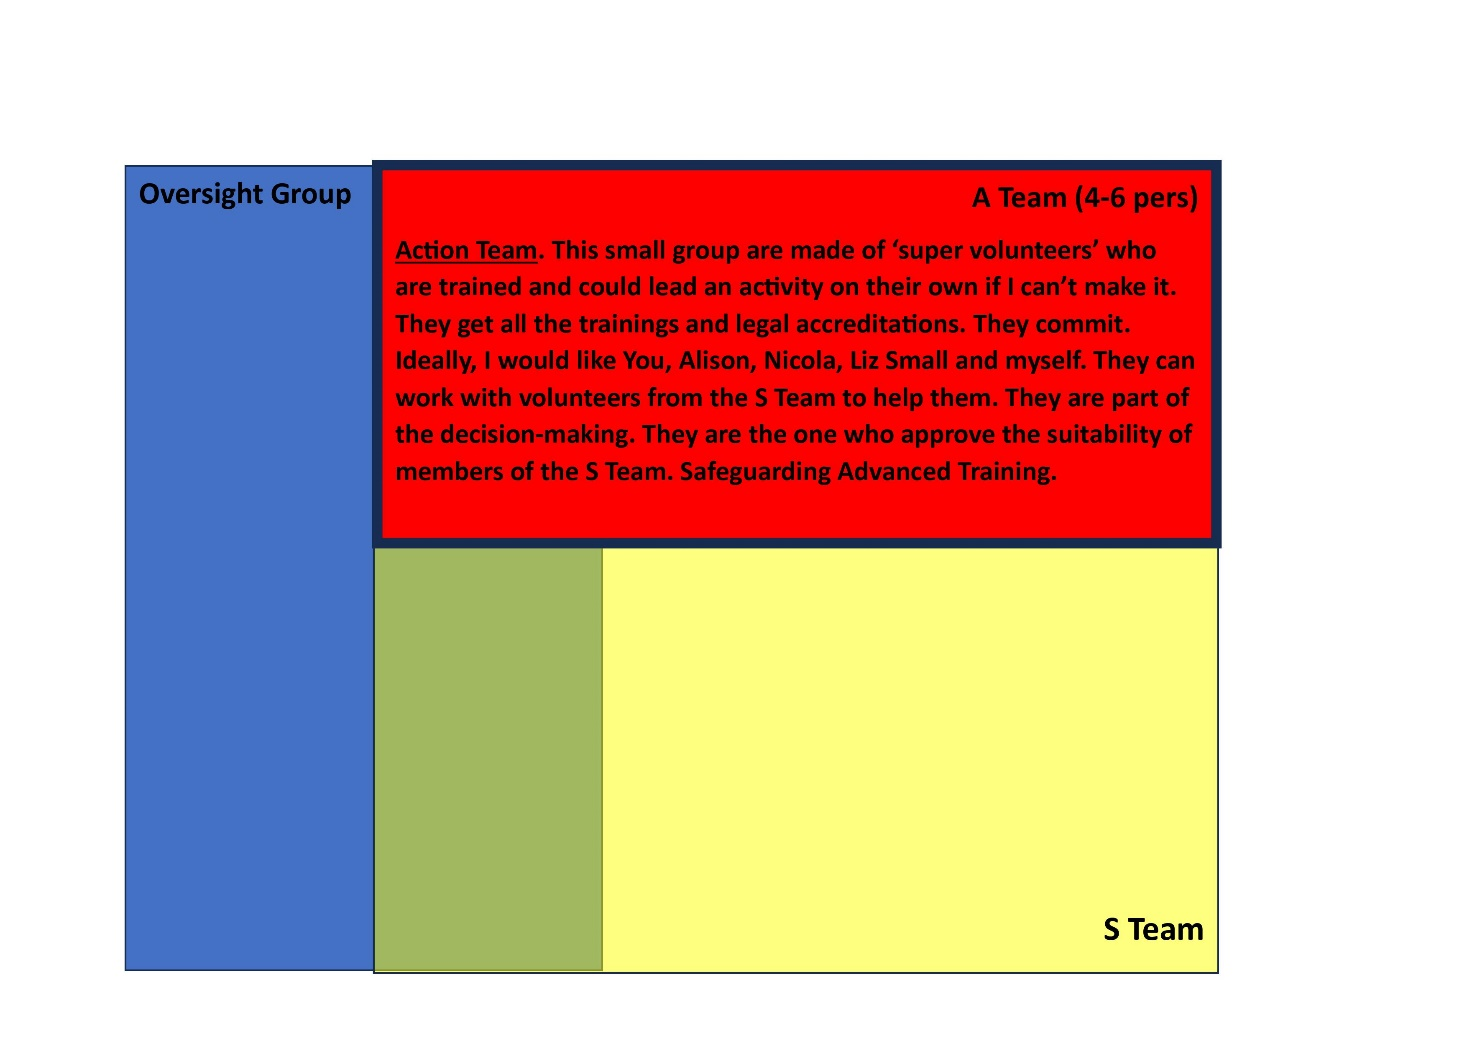 Oversight Group
A Team (4-6 pers)
Action Team. This small group are made of ‘super volunteers’ who
are trained and could lead an activity on their own if I can’t make it.
They get all the trainings and legal accreditations. They commit.
Ideally, I would like You, Alison, Nicola, Liz Small and myself. They can
work with volunteers from the S Team to help them. They are part of
the decision-making. They are the one who approve the suitability of
members of the S Team. Safeguarding Advanced Training.
S Team